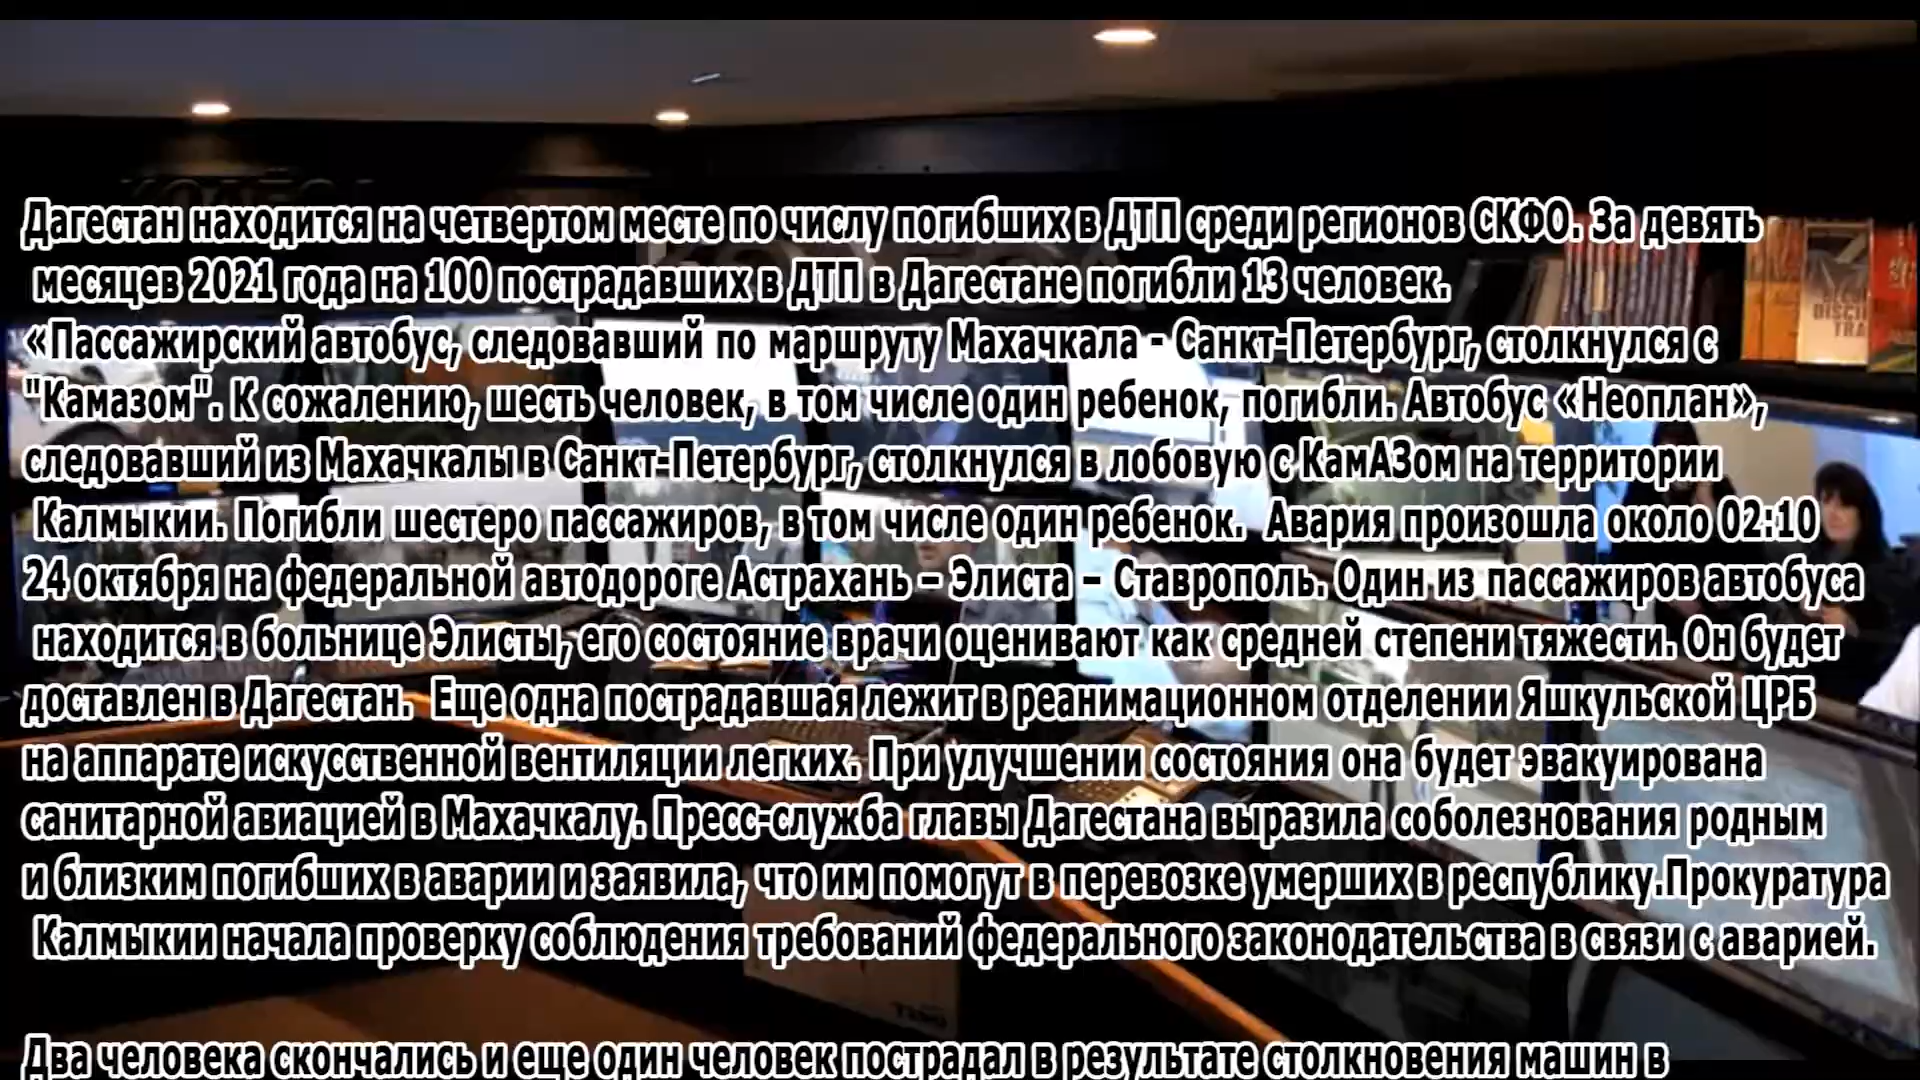 Дагестан находится на четвертом месте по числу погибших в ДТП среди регионов СКФО. За девять
месяцев 2021 года на 100 пострадавших в ДТП в Дагестане погибли 13 человек.
«Пассажирский автобус, следовавший по маршруту Махачкала - Санкт-Петербург, столкнулся с
"Камазом". К сожалению, шесть человек, в том числе один ребенок, погибли. Автобус «Неоплан»,
следовавший из Махачкалы в Санкт-Петербург, столкнулся в лобовую с КамАЗом на территории
Калмыкии. Погибли шестеро пассажиров, в том числе один ребенок. Авария произошла около 02:10
24 октября на федеральной автодороге Астрахань – Элиста – Ставрополь. Один из пассажиров автобуса
находится в больнице Элисты, его состояние врачи оценивают как средней степени тяжести. Он будет
доставлен в Дагестан. Еще одна пострадавшая лежит в реанимационном отделении Яшкульской ЦРБ
на аппарате искусственной вентиляции легких. При улучшении состояния она будет эвакуирована
санитарной авиацией в Махачкалу. Пресс-служба главы Дагестана выразила соболезнования родным
и близким погибших в аварии и заявила, что им помогут в перевозке умерших в республику.Прокуратура
Калмыкии начала проверку соблюдения требований федерального законодательства в связи с аварией.
Два человека скончались и еще один человек пострадал в результате столкновения машин в